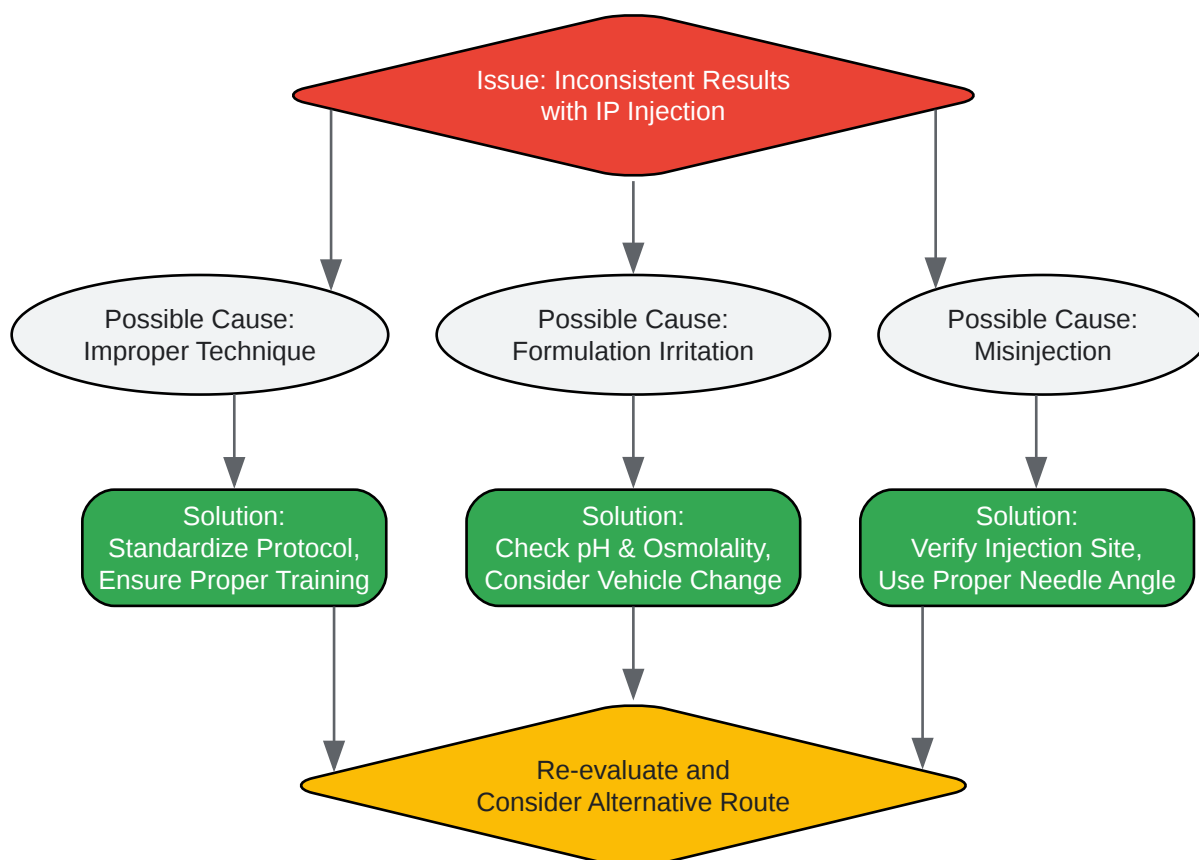 Issue: Inconsistent Results
with IP Injection
Possible Cause:
Improper Technique
Possible Cause:
Formulation Irritation
Possible Cause:
Misinjection
Solution:
Standardize Protocol,
Ensure Proper Training
Solution:
Check pH & Osmolality,
Consider Vehicle Change
Solution:
Verify Injection Site,
Use Proper Needle Angle
Re-evaluate and
Consider Alternative Route